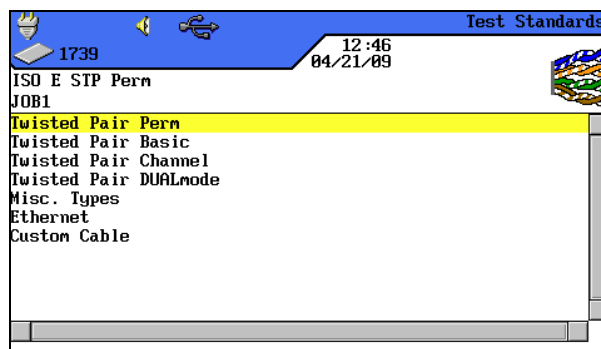 Test Standards
1739
12:46
04/21/09
ISO E STP Perm
JOB1
Twisted Pair Perm
Twisted Pair Basic
Twisted Pair Channel
Twisted Pair DUALmode
Misc. Types
Ethernet
Custom Cable